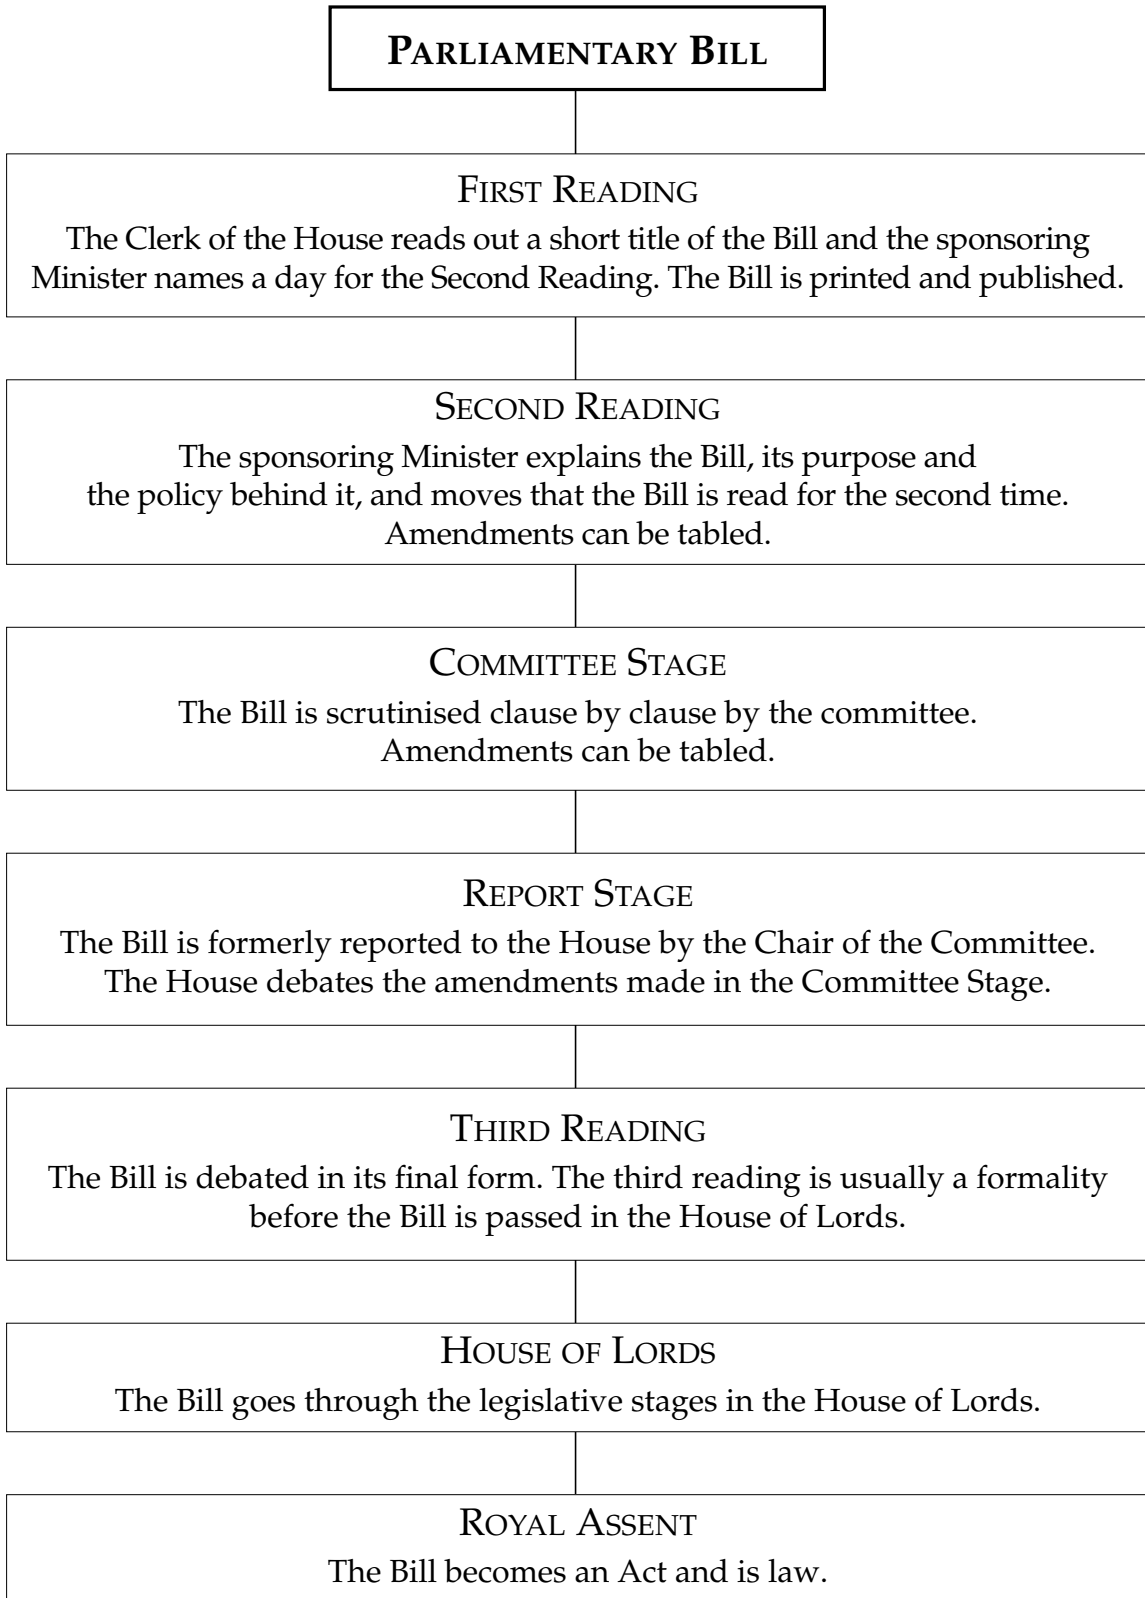 PARLIAMENTARY BILL
FIRST READING
The Clerk of the House reads out a short title of the Bill and the sponsoring
Minister names a day for the Second Reading. The Bill is printed and published.
SECOND READING
The sponsoring Minister explains the Bill, its purpose and
the policy behind it, and moves that the Bill is read for the second time.
Amendments can be tabled.
COMMITTEE STAGE
The Bill is scrutinised clause by clause by the committee.
Amendments can be tabled.
REPORT STAGE
The Bill is formerly reported to the House by the Chair of the Committee.
The House debates the amendments made in the Committee Stage.
THIRD READING
The Bill is debated in its final form. The third reading is usually a formality
before the Bill is passed in the House of Lords.
HOUSE OF LORDS
The Bill goes through the legislative stages in the House of Lords.
ROYAL ASSENT
The Bill becomes an Act and is law.